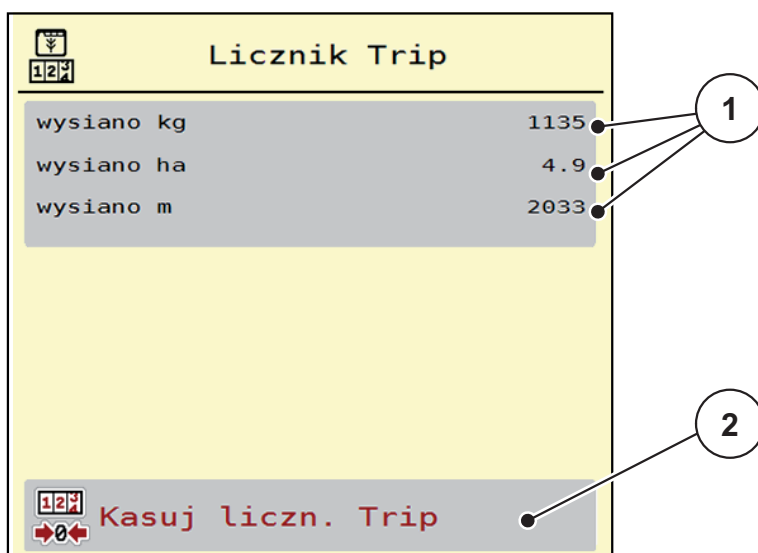 Licznik Trip
wysiano kg 1135
wysiano ha 4.9
wysiano m 2033
1
2
Kasuj liczn. Trip